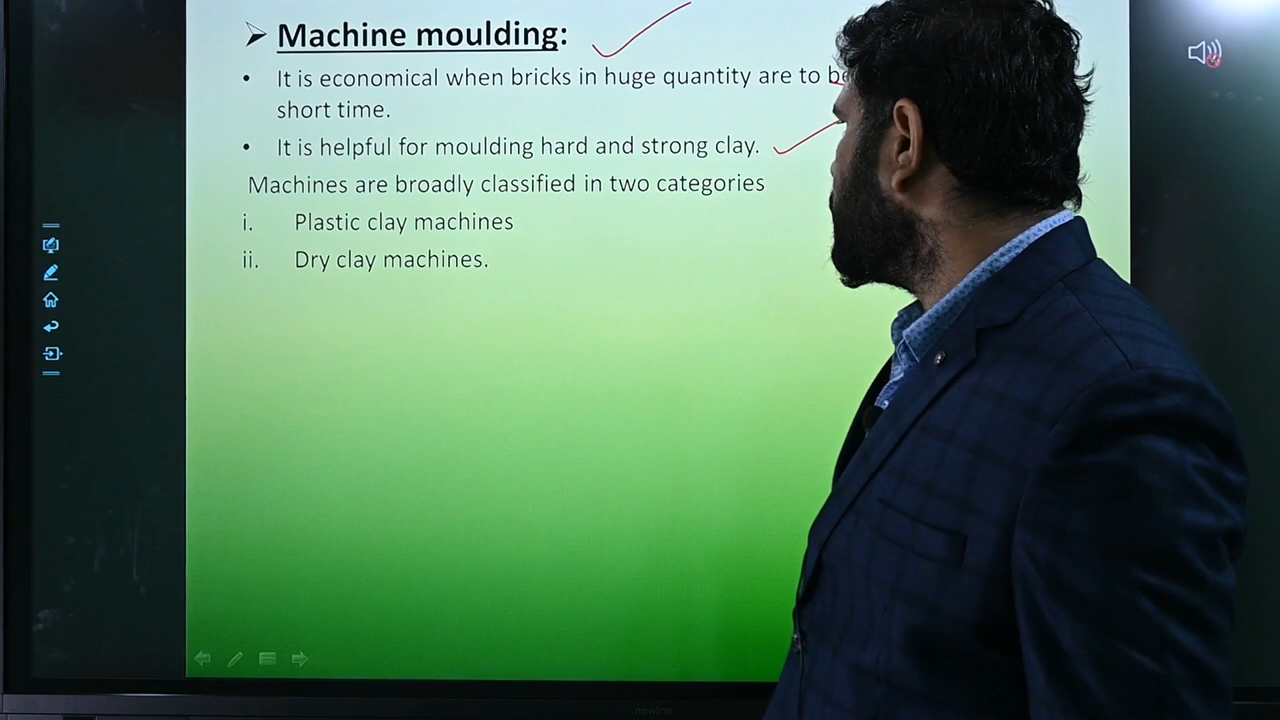 ➤ Machine moulding:
• It is economical when bricks in huge quantity are to
short time.
• It is helpful for moulding hard and strong clay.
Machines are broadly classified in two categories
i. Plastic clay machines
ii. Dry clay machines.
newline